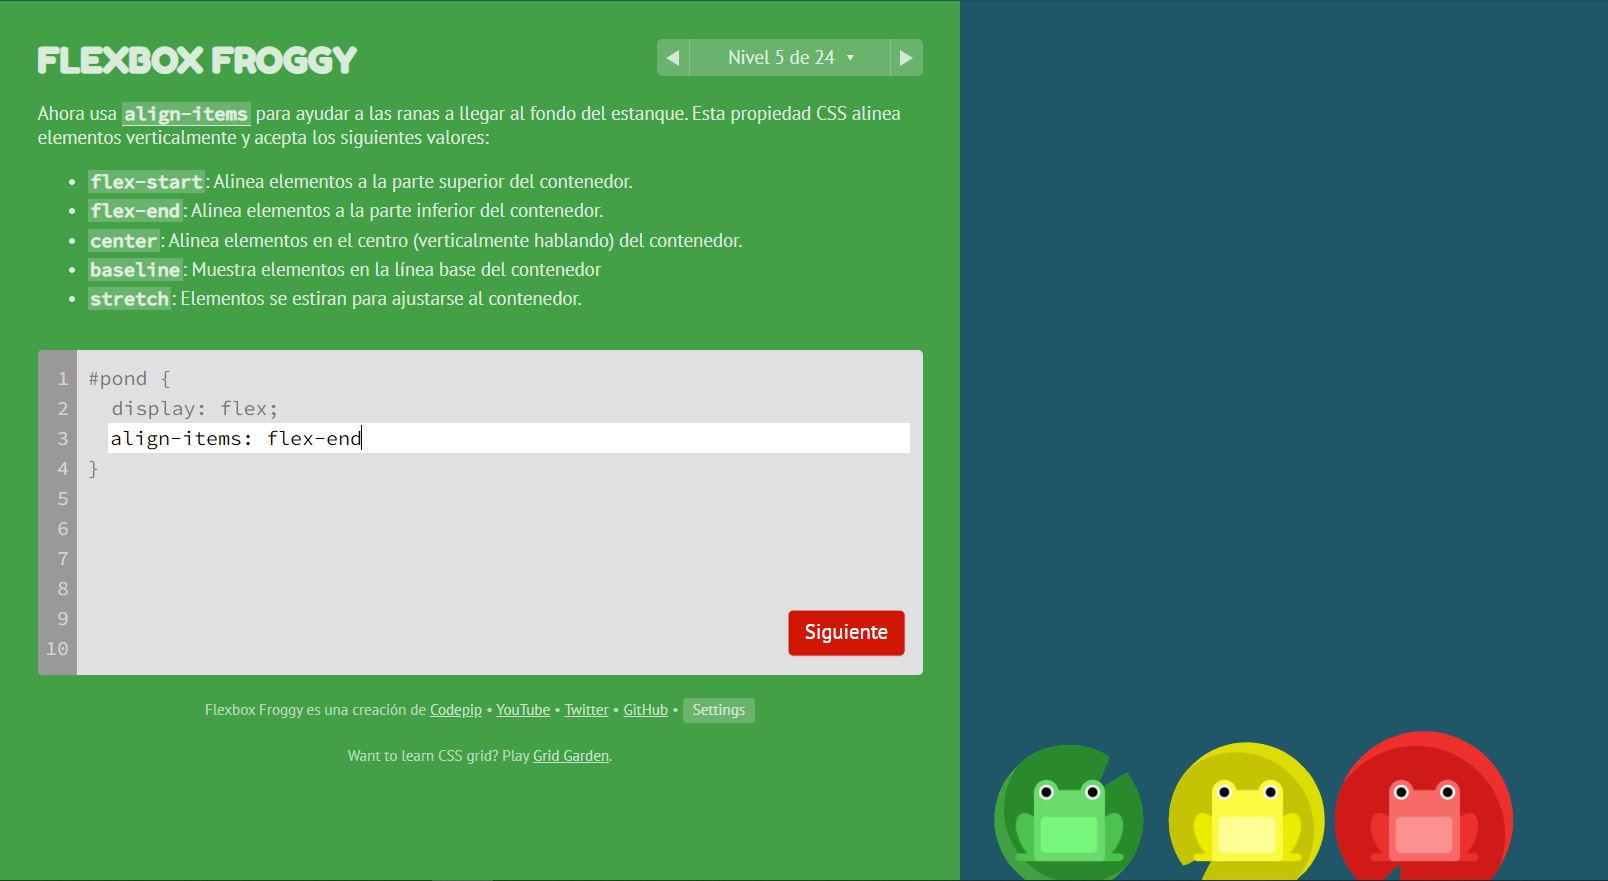 FLEXBOX FROGGY
◀ Nivel 5 de 24 ▾ ▶
Ahora usa align-items para ayudar a las ranas a llegar al fondo del estanque. Esta propiedad CSS alinea
elementos verticalmente y acepta los siguientes valores:
• flex-start: Alinea elementos a la parte superior del contenedor.
• flex-end: Alinea elementos a la parte inferior del contenedor.
• center: Alinea elementos en el centro (verticalmente hablando) del contenedor.
• baseline: Muestra elementos en la línea base del contenedor
• stretch: Elementos se estiran para ajustarse al contenedor.
1 #pond {
2 display: flex;
3 align-items: flex-end
4 }
5
6
7
8
9
10
Siguiente
Flexbox Froggy es una creación de Codepip • YouTube • Twitter • GitHub • Settings
Want to learn CSS grid? Play Grid Garden.